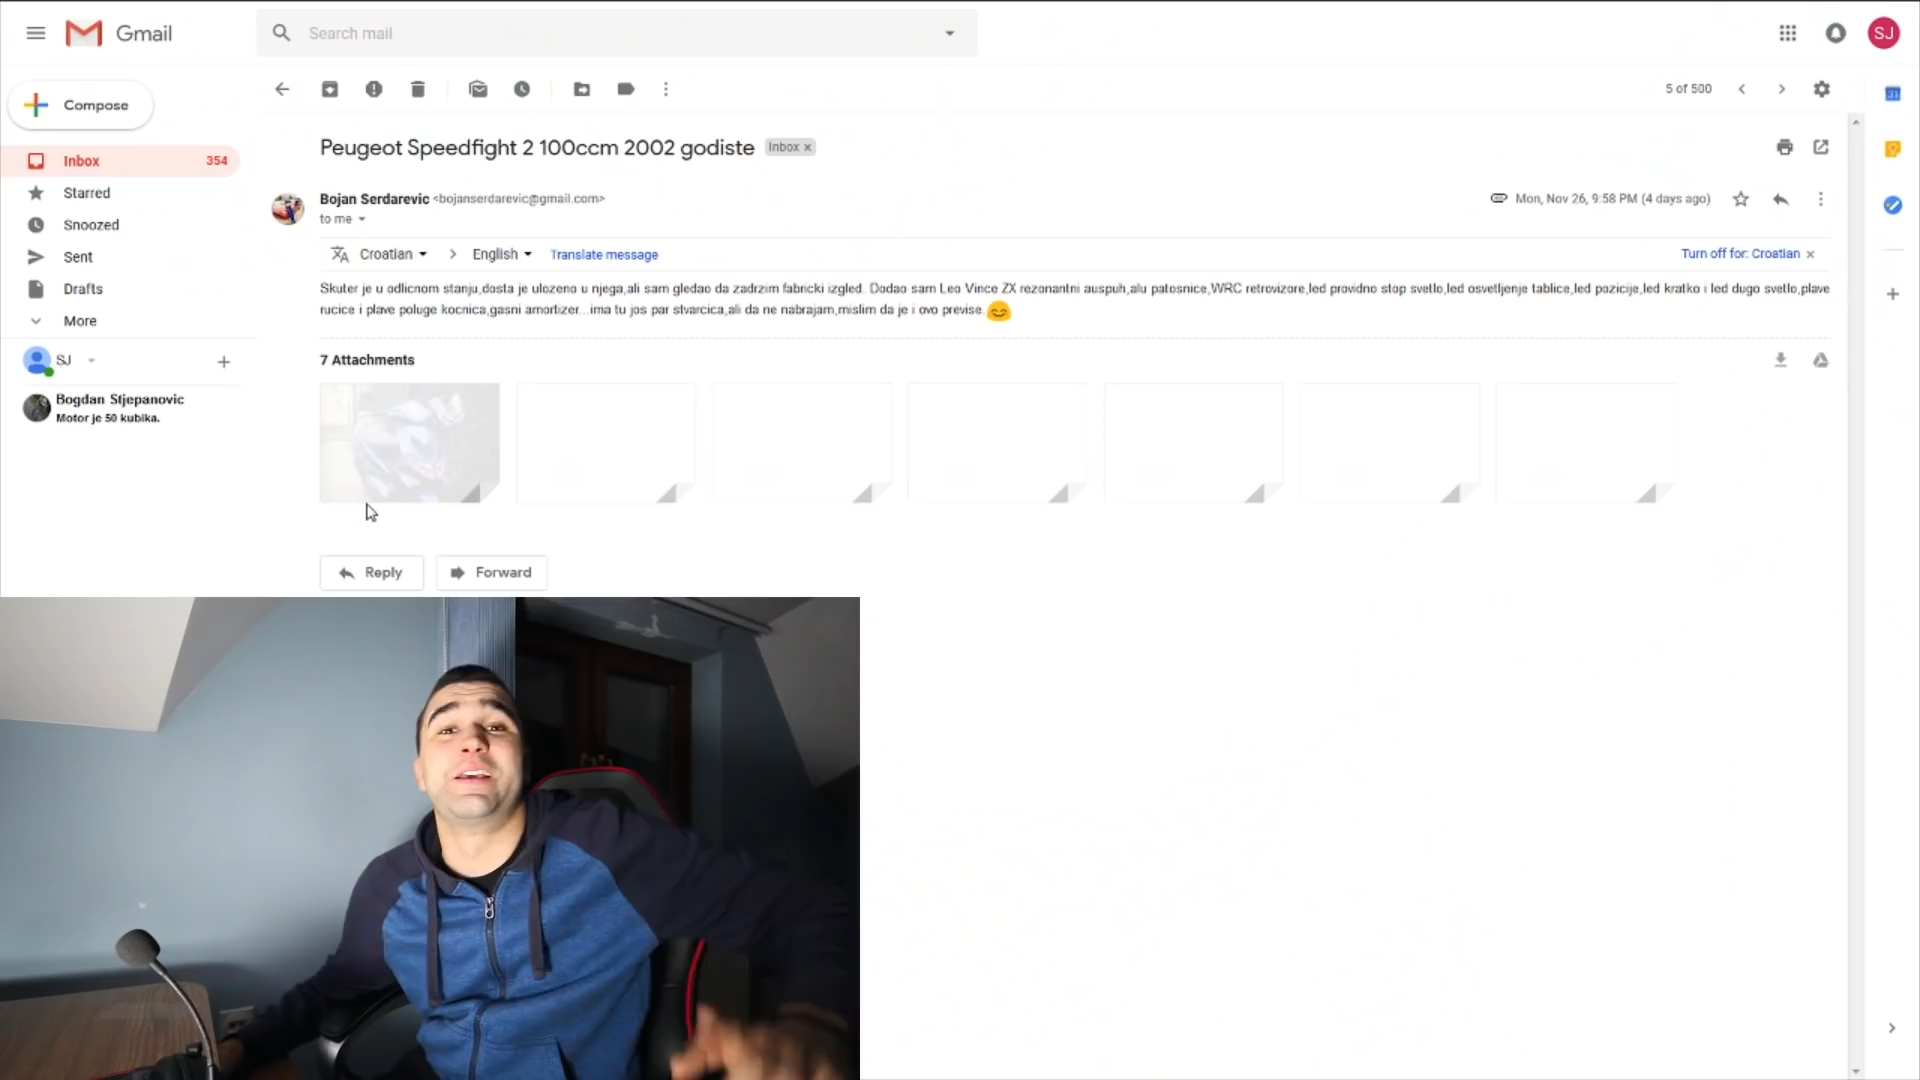 Gmail
Search mail
SJ
Compose
5 of 500
31
Inbox 354
Starred
Snoozed
Sent
Drafts
More
SJ
Bogdan Stjepanovic
Motor je 50 kubika.
Peugeot Speedfight 2 100ccm 2002 godiste Inbox x
Bojan Serdarevic <bojanserdarevic@gmail.com>
Mon, Nov 26, 9:58 PM (4 days ago)
to me
Croatian > English Translate message
Turn off for: Croatian x
Skuter je u odlicnom stanju,dosta je ulozeno u njega,ali sam gledao da zadrzim fabricki izgled. Dodao sam Leo Vince ZX rezonantni auspuh,alu patosnice,WRC retrovizore,led providno stop svetlo,led osvetljenje tablice,led pozicije,led kratko i led dugo svetlo,plave
rucice i plave poluge kocnica,gasni amortizer...ima tu jos par stvarcica,ali da ne nabrajam,mislim da je i ovo previse.
7 Attachments
Reply
Forward